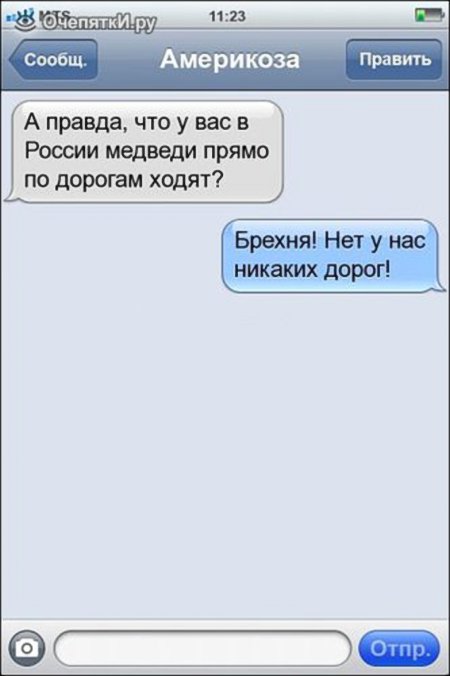 MTS
ОчепяткИ.ру
11:23
Сообщ.
Америкоза
Править
А правда, что у вас в
России медведи прямо
по дорогам ходят?
Брехня! Нет у нас
никаких дорог!
Отпр.